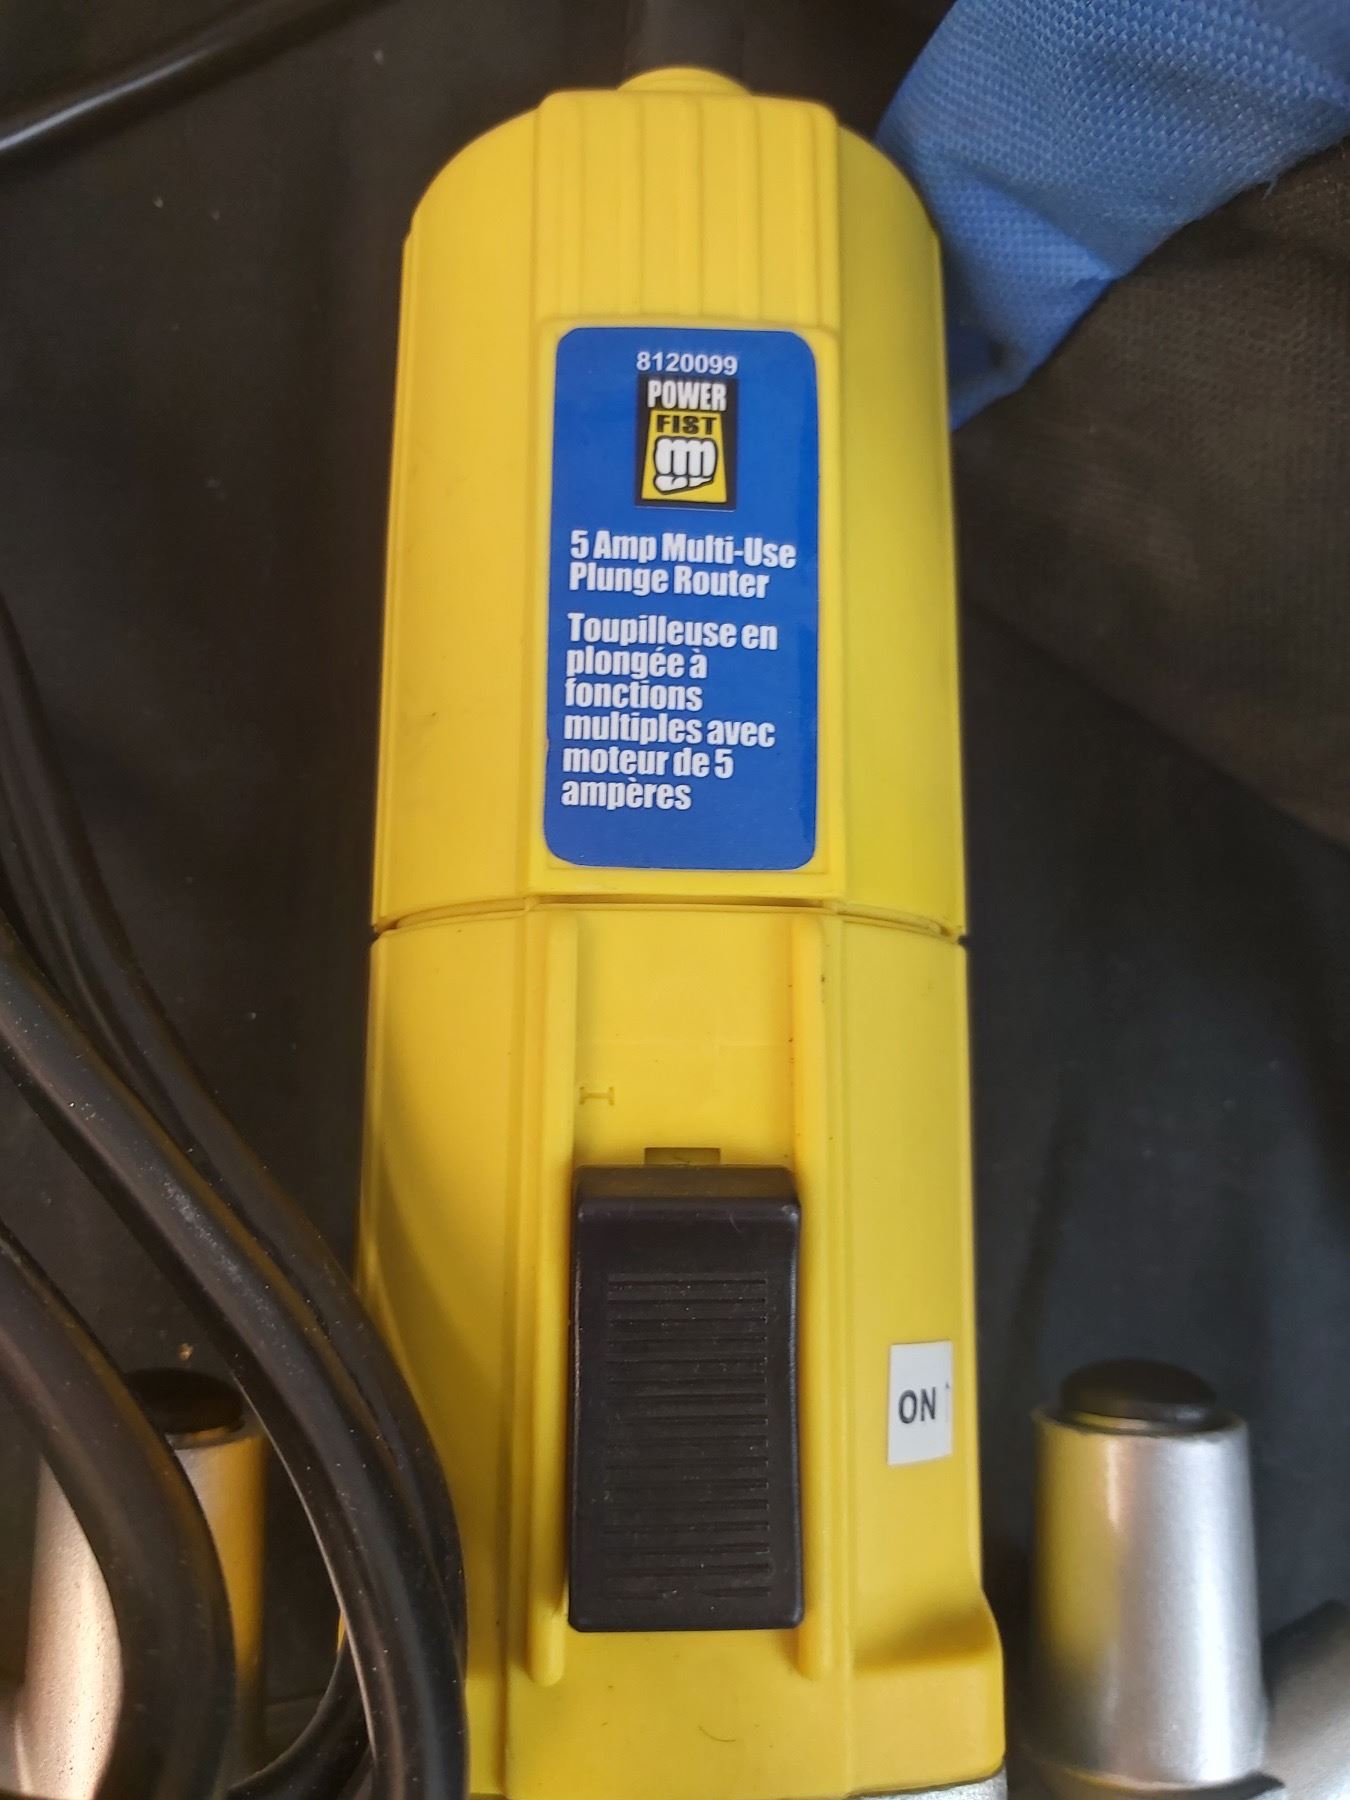 8120099
POWER
FIST
5 Amp Multi-Use
Plunge Router
Toupilleuse en
plongée à
fonctions
multiples avec
moteur de 5
ampères
I
ON